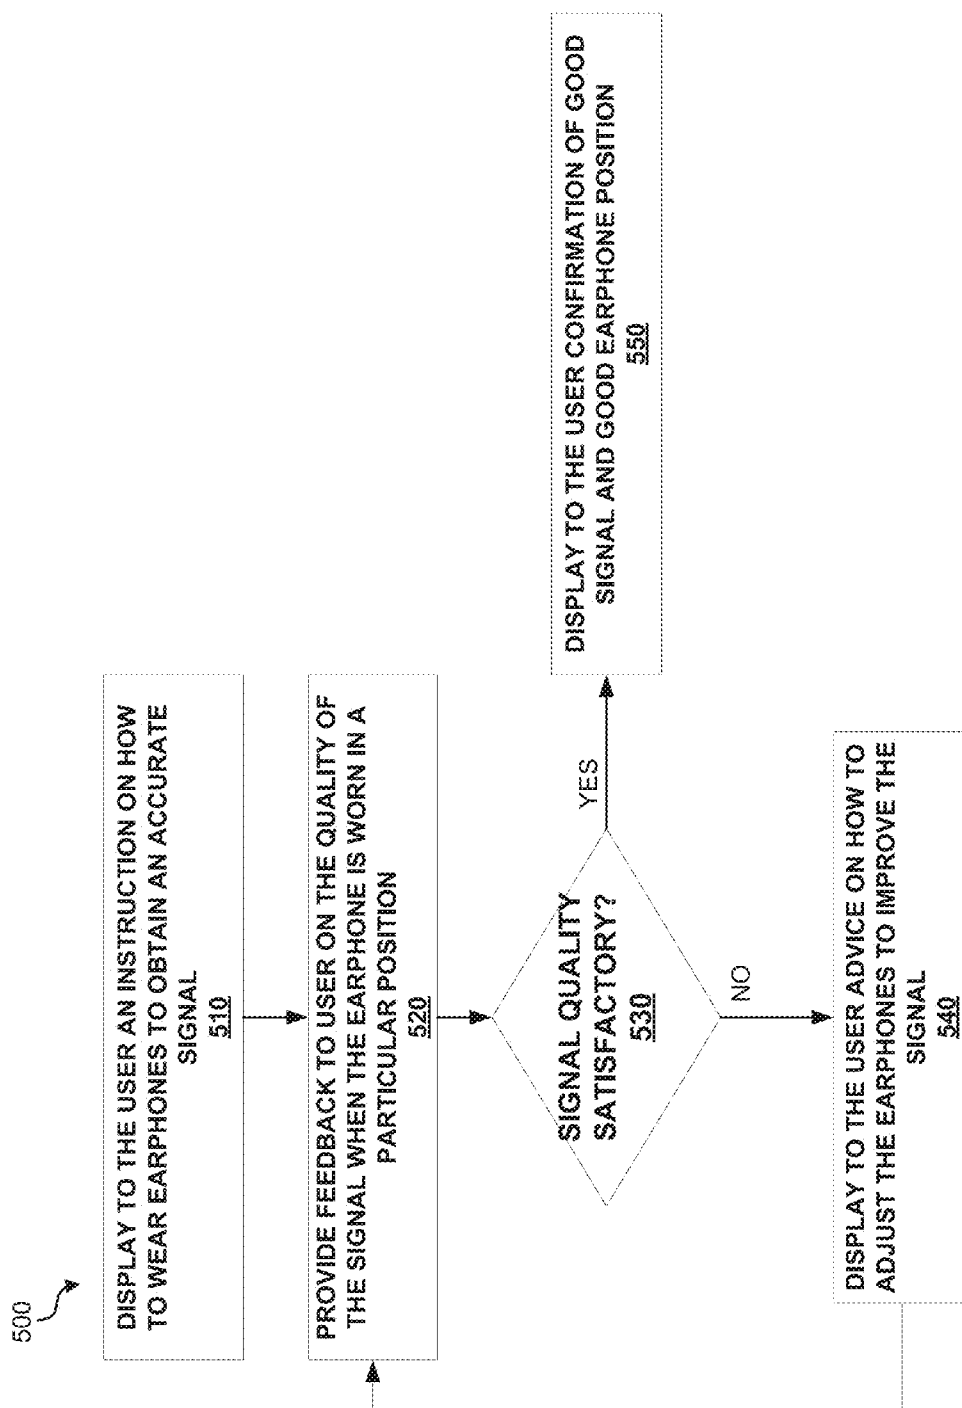 500
DISPLAY TO THE USER AN INSTRUCTION ON HOW
TO WEAR EARPHONES TO OBTAIN AN ACCURATE
SIGNAL
510
PROVIDE FEEDBACK TO USER ON THE QUALITY OF
THE SIGNAL WHEN THE EARPHONE IS WORN IN A
PARTICULAR POSITION
520
SIGNAL QUALITY
SATISFACTORY?
530
YES
NO
DISPLAY TO THE USER CONFIRMATION OF GOOD
SIGNAL AND GOOD EARPHONE POSITION
550
DISPLAY TO THE USER ADVICE ON HOW TO
ADJUST THE EARPHONES TO IMPROVE THE
SIGNAL
540